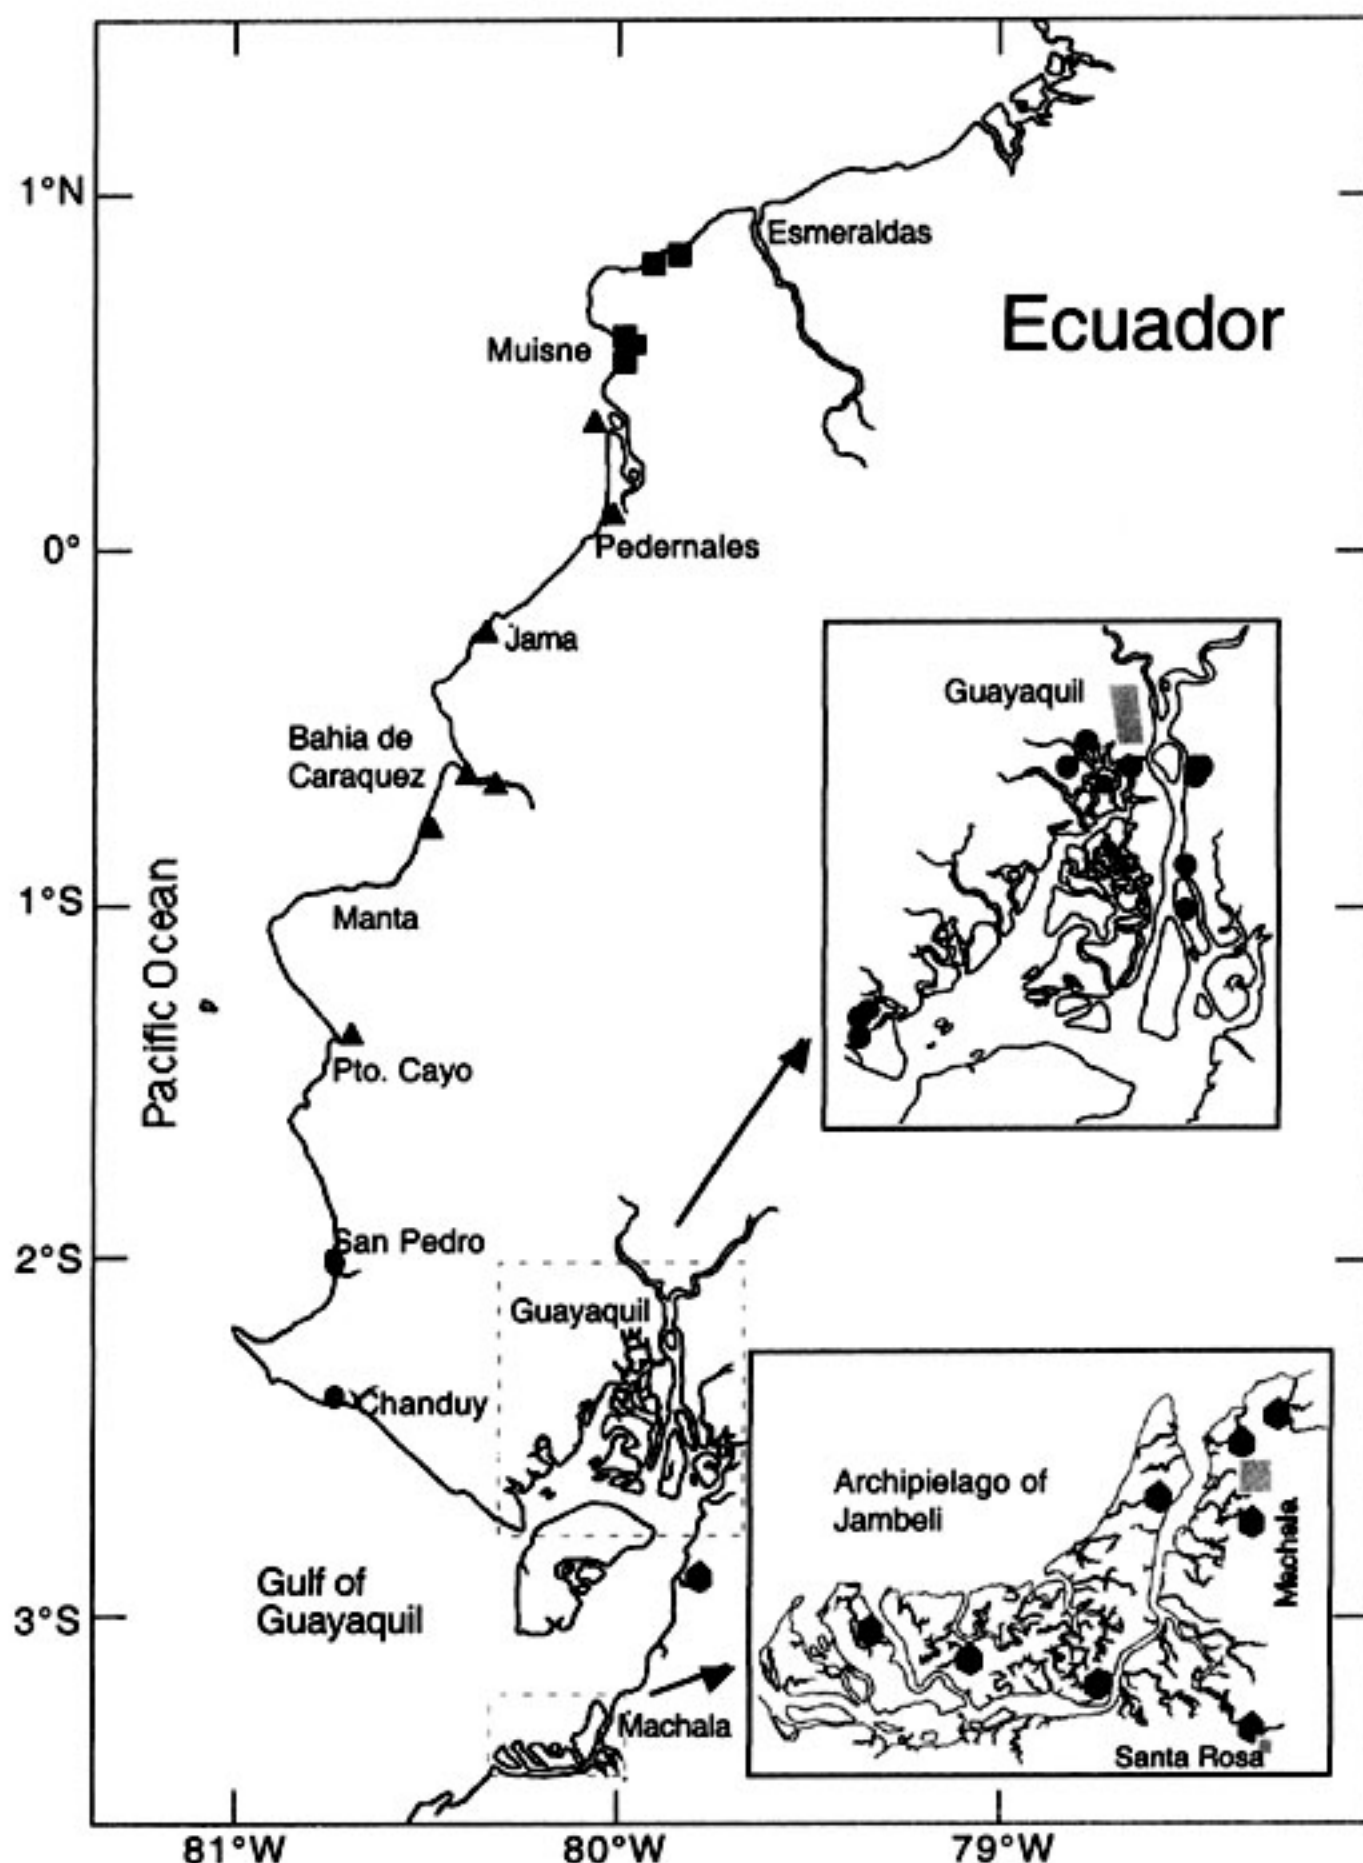 1°N
Esmeraldas
Ecuador
Muisne
0°
Pedernales
Jama
Guayaquil
Bahia de
Caraquez
Pacific Ocean
1°S
Manta
Pto. Cayo
San Pedro
2°S
Guayaquil
Chanduy
Archipielago of
Jambeli
Machala
Gulf of
Guayaquil
3°S
Machala
Santa Rosa
81°W
80°W
79°W